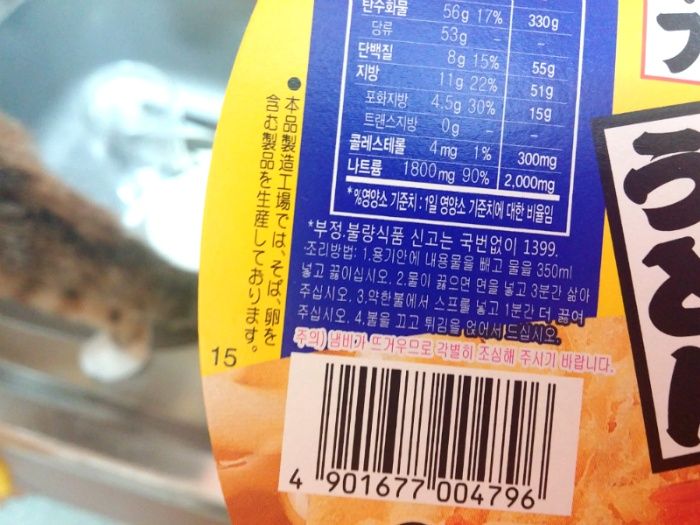 탄수화물 56g 17% 330g
당류 53g -
단백질 8g 15% 55g
지방 11g 22% 51g
포화지방 4.5g 30% 15g
트랜스지방 0g -
콜레스테롤 4mg 1% 300mg
나트륨 1800mg 90% 2,000mg
*%영양소 기준치:1일 영양소 기준치에 대한 비율임
*부정·불량식품 신고는 국번없이 1399.
·조리방법: 1.용기안에 내용물을 빼고 물을 350ml
넣고 끓이십시오. 2.물이 끓으면 면을 넣고 3분간 삶아
주십시오. 3.약한불에서 스프를 넣고 1분간 더 끓여
주십시오. 4.불을 끄고 튀김을 얹어서 드십시오.
주의) 냄비가 뜨거우므로 각별히 조심해 주시기 바랍니다.
●本品製造工場では、そば、卵を
含む製品を生産しております。
15
4 901677 004796
うどん